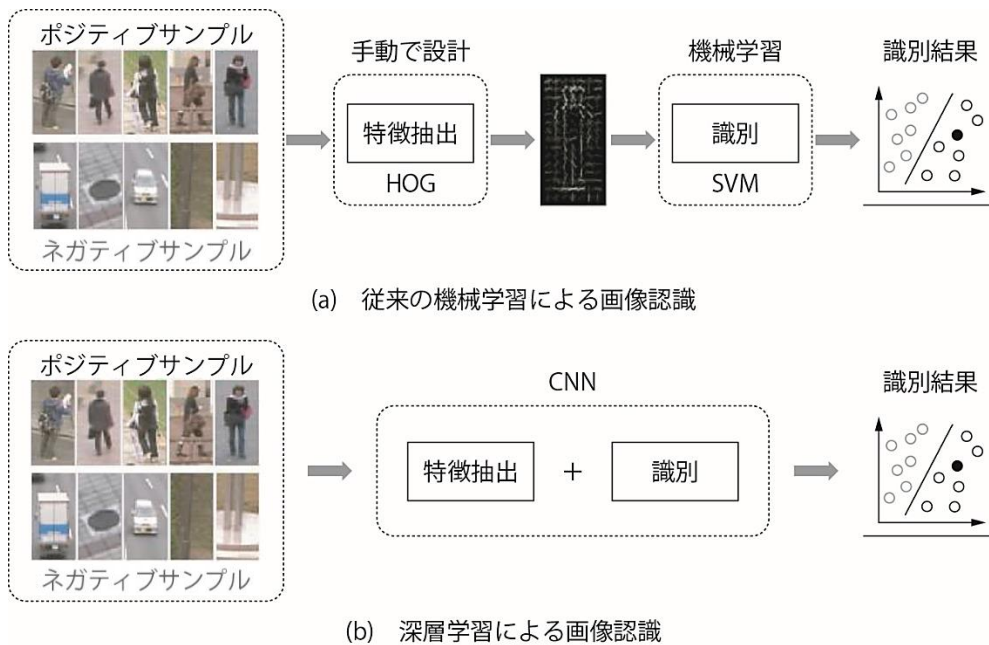 ポジティブサンプル
手動で設計
機械学習
識別結果
特徴抽出
識別
HOG
SVM
ネガティブサンプル
(a) 従来の機械学習による画像認識
ポジティブサンプル
CNN
識別結果
特徴抽出 + 識別
ネガティブサンプル
(b) 深層学習による画像認識